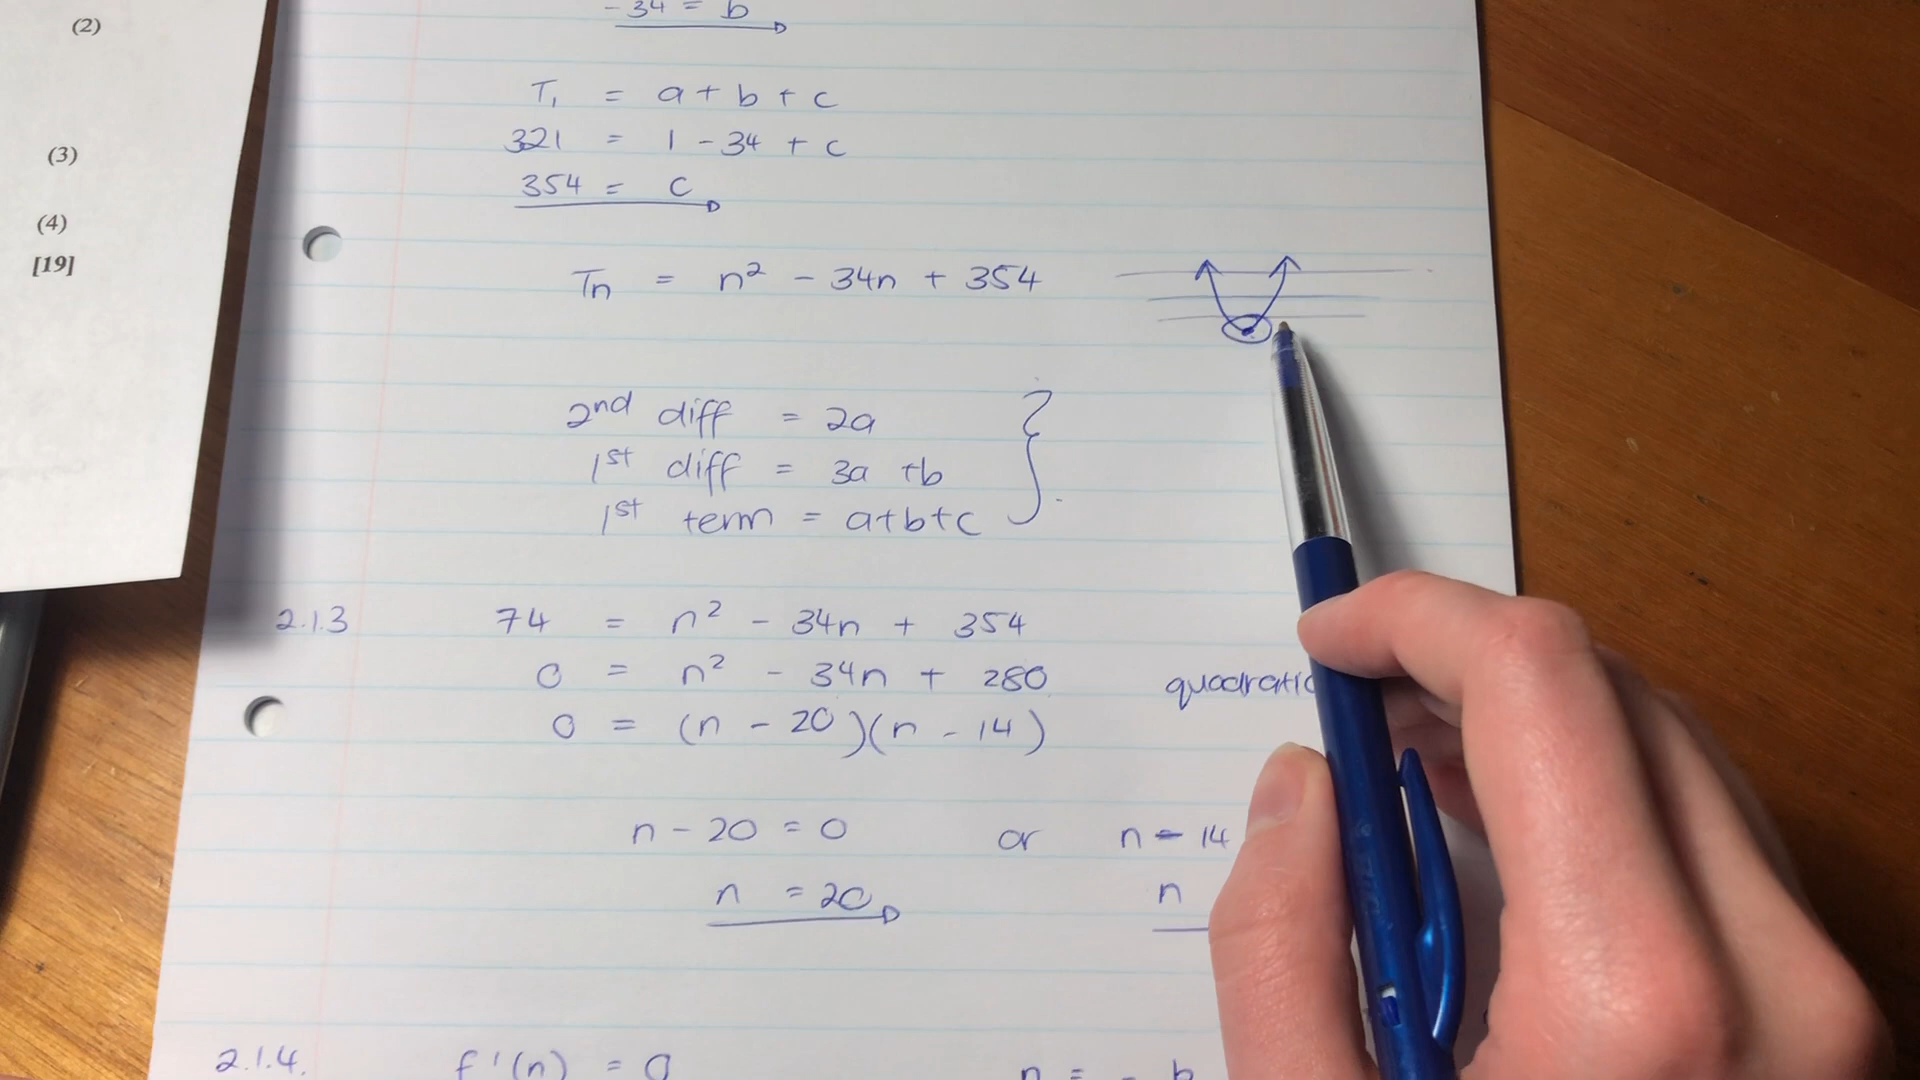 (2)
(3)
(4)
[19]
-34 = b
T₁ = a + b + c
321 = 1 - 34 + c
354 = c
Tn = n² - 34n + 354
2nd diff = 2a
1st diff = 3a + b
1st term = a+b+c
2.1.3 74 = n² - 34n + 354
0 = n² - 34n + 280 quadratic
0 = (n - 20)(n - 14)
n - 20 = 0 or n - 14
n = 20 n
2.1.4. f'(n) = 0 n = - b